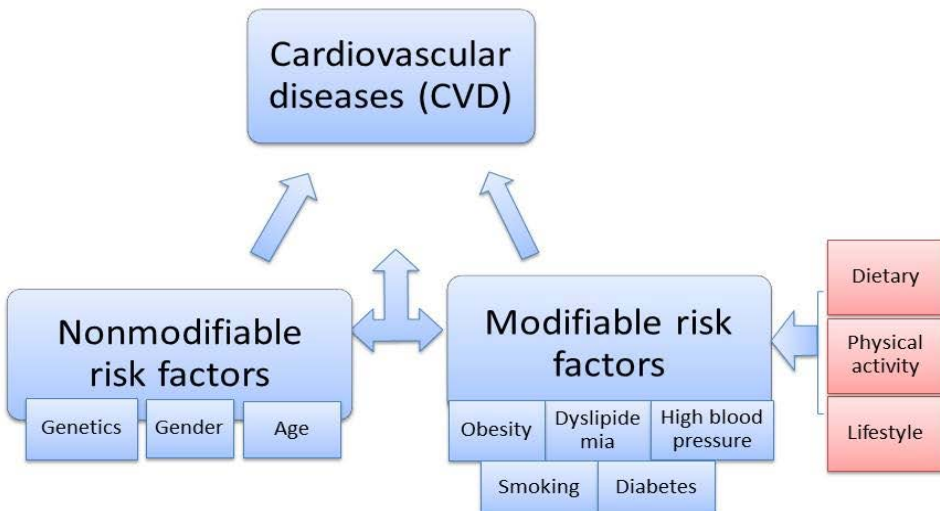 Cardiovascular
diseases (CVD)
Nonmodifiable
risk factors
Genetics
Gender
Age
Modifiable risk
factors
Obesity
Dyslipide
mia
High blood
pressure
Smoking
Diabetes
Dietary
Physical
activity
Lifestyle